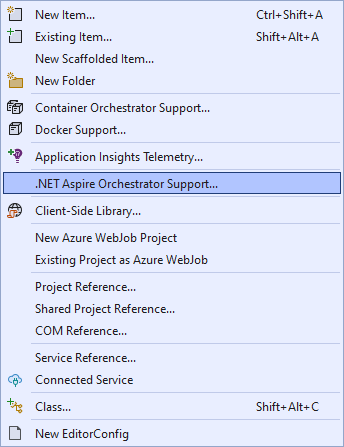 New Item... Ctrl+Shift+A
Existing Item... Shift+Alt+A
New Scaffolded Item...
New Folder
Container Orchestrator Support...
Docker Support...
Application Insights Telemetry...
.NET Aspire Orchestrator Support...
Client-Side Library...
New Azure WebJob Project
Existing Project as Azure WebJob
Project Reference...
Shared Project Reference...
COM Reference...
Service Reference...
Connected Service
Class... Shift+Alt+C
New EditorConfig